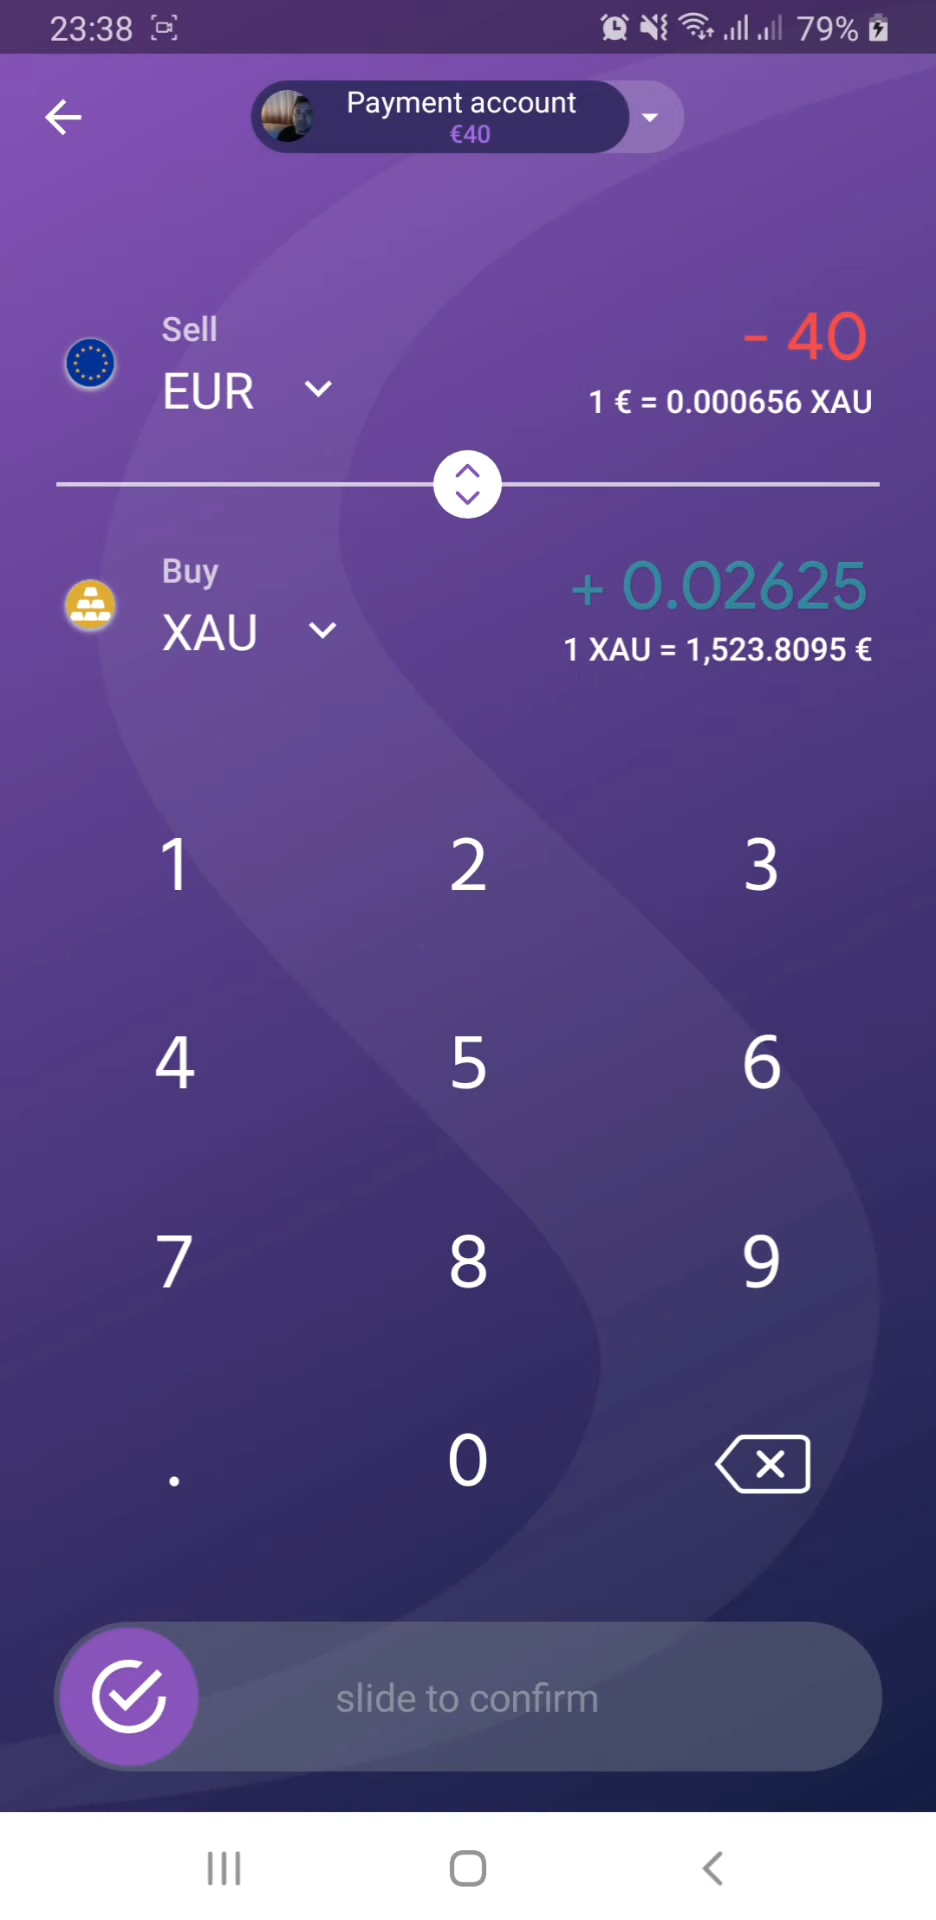 23:38
79%
Payment account
€40
Sell
- 40
EUR
1 € = 0.000656 XAU
Buy
+ 0.02625
XAU
1 XAU = 1,523.8095 €
1 2 3
4 5 6
7 8 9
. 0
slide to confirm